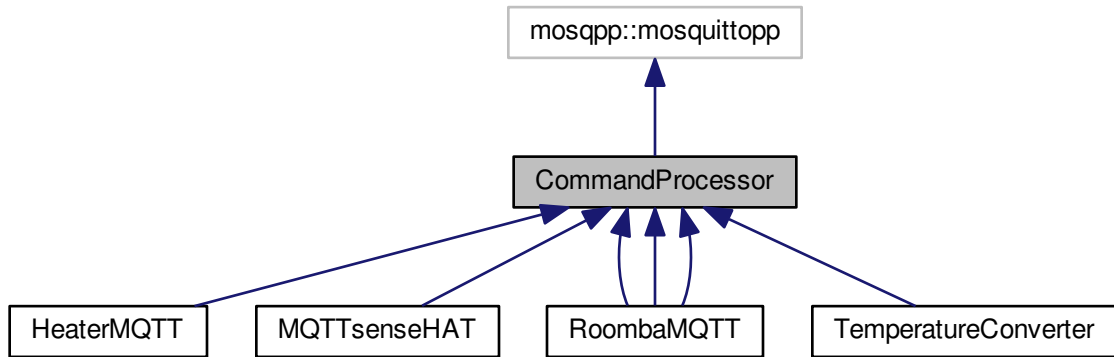 mosqpp::mosquittopp
CommandProcessor
HeaterMQTT
MQTTsenseHAT
RoombaMQTT
TemperatureConverter